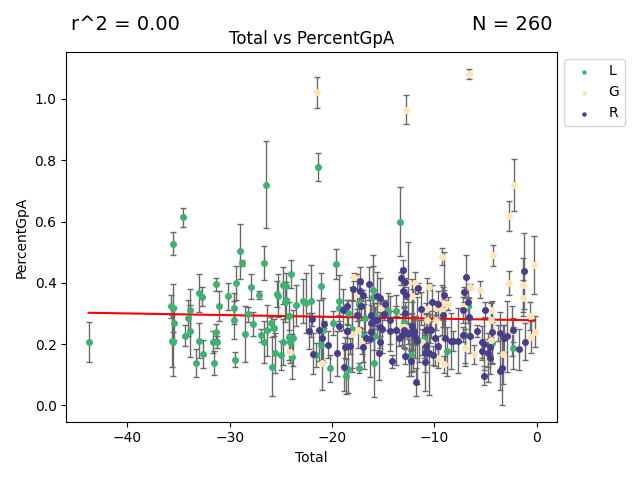 r^2 = 0.00
N = 260
Total vs PercentGpA
L
G
R
PercentGpA
1.0
0.8
0.6
0.4
0.2
0.0
−40
−30
−20
−10
0
Total